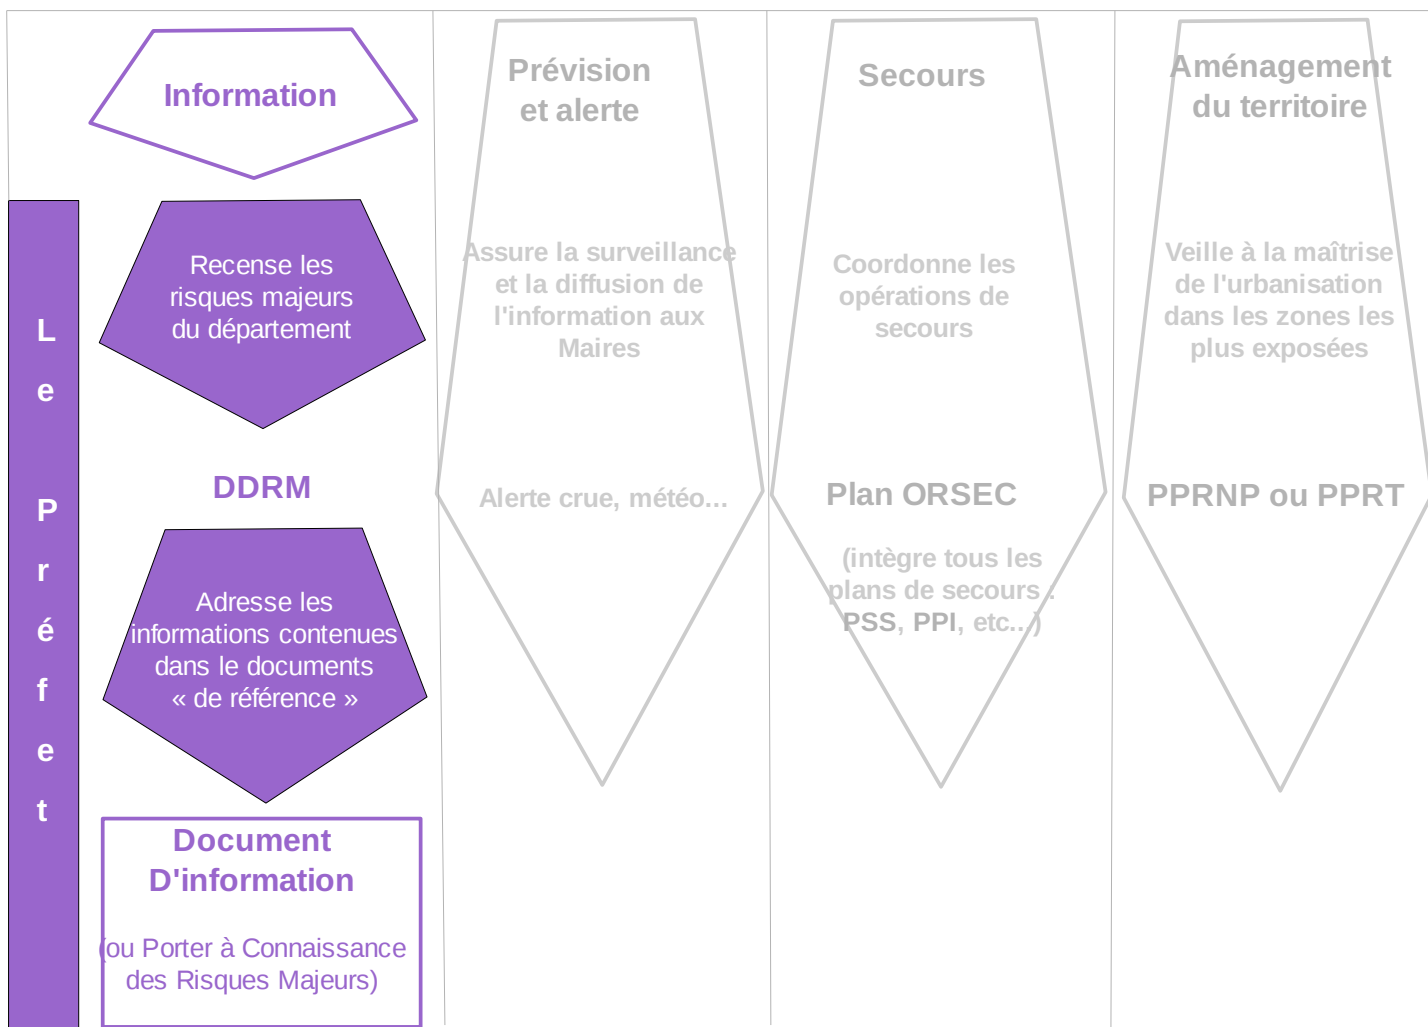 Le Préfet
Information
Recense les
risques majeurs
du département
DDRM
Adresse les
informations contenues
dans le documents
« de référence »
Document
D'information
(ou Porter à Connaissance
des Risques Majeurs)
Prévision
et alerte
Assure la surveillance
et la diffusion de
l'information aux
Maires
Alerte crue, météo...
Secours
Coordonne les
opérations de
secours
Plan ORSEC
(intègre tous les
plans de secours :
PSS, PPI, etc...)
Aménagement
du territoire
Veille à la maîtrise
de l'urbanisation
dans les zones les
plus exposées
PPRNP ou PPRT